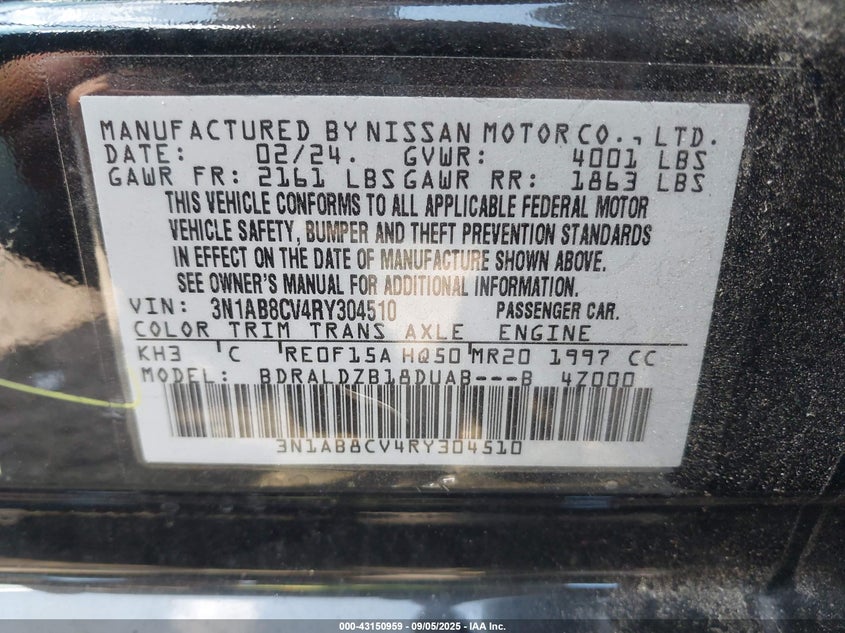 MANUFACTURED BY NISSAN MOTOR CO., LTD.
DATE: 02/24. GVWR: 4001 LBS
GAWR FR: 2161 LBS GAWR RR: 1863 LBS
THIS VEHICLE CONFORMS TO ALL APPLICABLE FEDERAL MOTOR
VEHICLE SAFETY, BUMPER AND THEFT PREVENTION STANDARDS
IN EFFECT ON THE DATE OF MANUFACTURE SHOWN ABOVE.
SEE OWNER'S MANUAL FOR ADDITIONAL INFORMATION.
VIN: 3N1AB8CV4RY304510 PASSENGER CAR.
COLOR TRIM TRANS AXLE ENGINE
KH3 C RE0F15A HQ50 MR20 1997 CC
MODEL: BDRALDZB18DUAB---B 4Z000
3N1AB8CV4RY304510
000-43150959 - 09/05/2025 - IAA Inc.